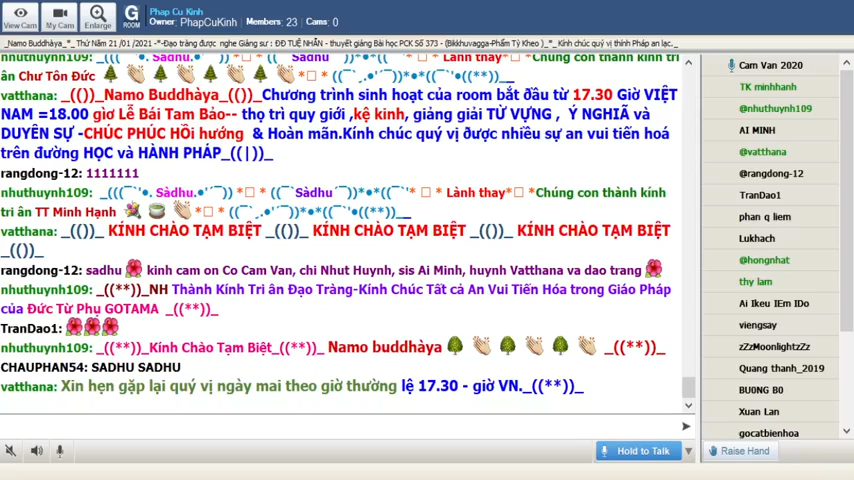 View Cam
My Cam
Enlarge
G
ROOM
Phap Cu Kinh
Owner: PhapCuKinh | Members: 23 | Cams: 0
_Namo Buddhàya_*_ Thứ Năm 21/01/2021 -*-Đạo tràng được nghe Giảng sư : ĐĐ TUỆ NHẪN - thuyết giảng Bài học PCK Số 373 - (Bikkhuvagga-Phẩm Tỳ Kheo )_*_ Kính chúc quý vị thính Pháp an lạc._
ân Chư Tôn Đức
vatthana: _(())_Namo Buddhàya_(())_Chương trình sinh hoạt của room bắt đầu từ 17.30 Giờ VIỆT
NAM =18.00 giờ Lễ Bái Tam Bảo-- thọ trì quy giới ,kệ kinh, giảng giải TỪ VỰNG , Ý NGHĨA và
DUYÊN SỰ -CHÚC PHÚC HỒi hướng & Hoàn mãn.Kính chúc quý vị được nhiều sự an vui tiến hoá
trên đường HỌC và HÀNH PHÁP_((|))_
rangdong-12: 1111111
nhuthuynh109: _(((¯`'•. Sàdhu.•'´¯)) *□ * ((¯`Sàdhu´¯))*•*((¯`'* □ * Lành thay*□ *Chúng con thành kính
tri ân TT Minh Hạnh *□ * ((¯`¸.•'´¯)*•*((¯`'•((**))__
vatthana: _(())_ KÍNH CHÀO TẠM BIỆT _(())_ KÍNH CHÀO TẠM BIỆT _(())_ KÍNH CHÀO TẠM BIỆT
_(())_
rangdong-12: sadhu kinh cam on Co Cam Van, chi Nhut Huynh, sis Ai Minh, huynh Vatthana va dao trang
nhuthuynh109: _((**))_NH Thành Kính Tri ân Đạo Tràng-Kính Chúc Tất cả An Vui Tiến Hóa trong Giáo Pháp
của Đức Từ Phụ GOTAMA _((**))_
TranDao1:
nhuthuynh109: _((**))_Kính Chào Tạm Biệt_((**))_ Namo buddhàya _((**))_
CHAUPHAN54: SADHU SADHU
vatthana: Xin hẹn gặp lại quý vị ngày mai theo giờ thường lệ 17.30 - giờ VN._((**))_
Hold to Talk
Cam Van 2020
TK minhhanh
@nhuthuynh109
AI MINH
@vatthana
@rangdong-12
TranDao1
phan q liem
Lukhach
@hongnhat
thy lam
Ai Ikeu IEm IDo
viengsay
zZzMoonlightzZz
Quang thanh_2019
BU0NG B0
Xuan Lan
gocatbienhoa
Raise Hand